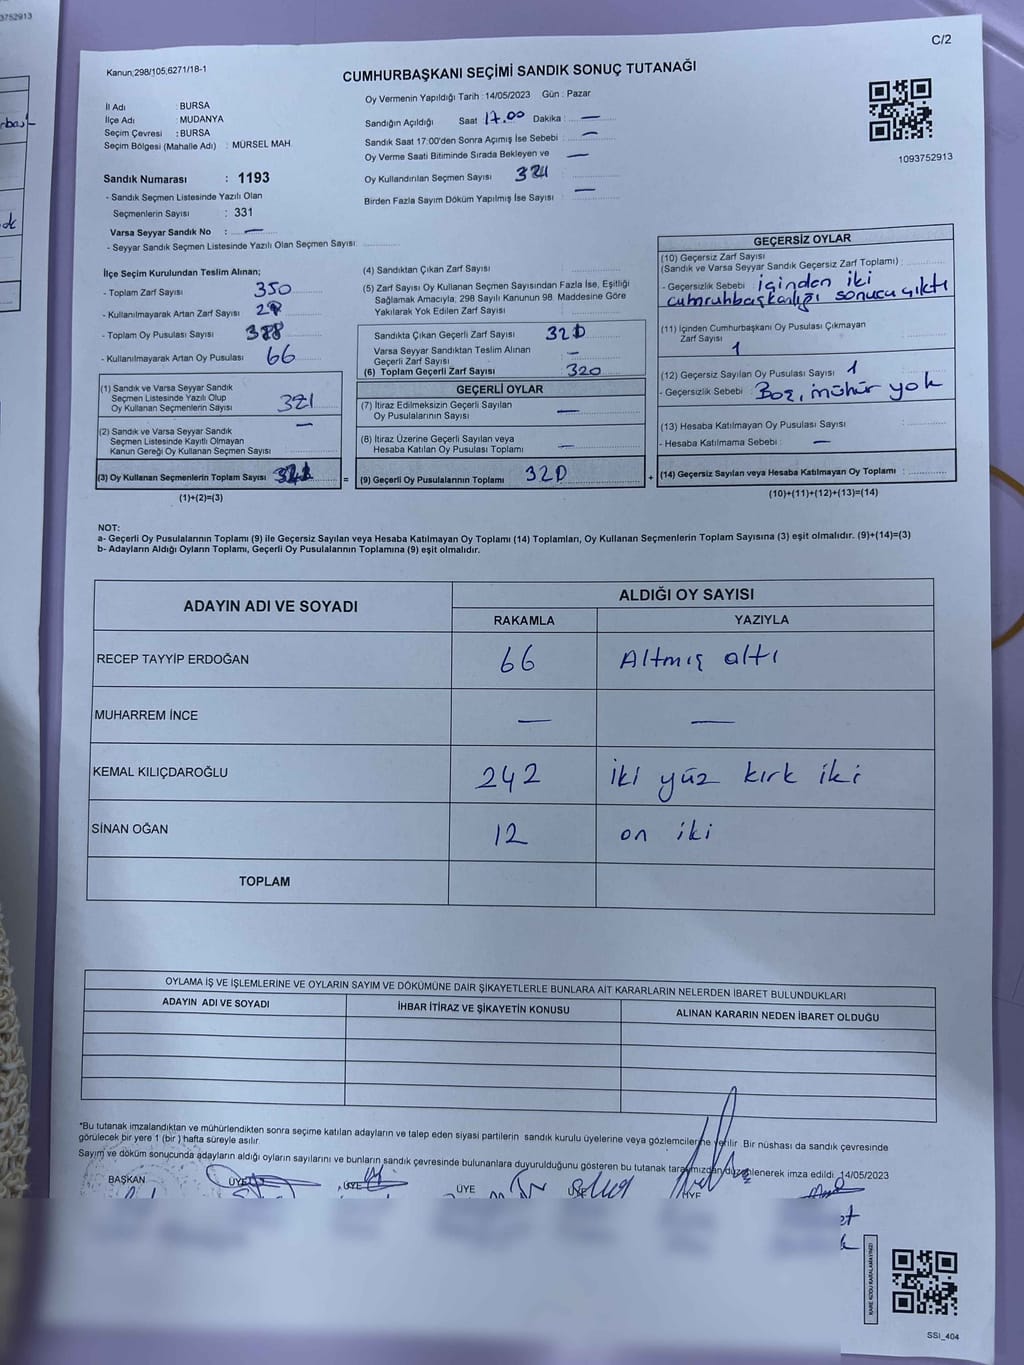 C/2
Kanun;298/105;6271/18-1
CUMHURBAŞKANI SEÇİMİ SANDIK SONUÇ TUTANAĞI
İl Adı : BURSA
İlçe Adı : MUDANYA
Seçim Çevresi : BURSA
Seçim Bölgesi (Mahalle Adı) : MÜRSEL MAH.
Sandık Numarası : 1193
- Sandık Seçmen Listesinde Yazılı Olan
Seçmenlerin Sayısı : 331
Varsa Seyyar Sandık No : —
- Seyyar Sandık Seçmen Listesinde Yazılı Olan Seçmen Sayısı:
Oy Vermenin Yapıldığı Tarih : 14/05/2023 Gün : Pazar
Sandığın Açıldığı Saat 17.00 Dakika : —
Sandık Saat 17:00'den Sonra Açımış İse Sebebi : —
Oy Verme Saati Bitiminde Sırada Bekleyen ve —
Oy Kullandırılan Seçmen Sayısı
Birden Fazla Sayım Döküm Yapılmış İse Sayısı : —
1093752913
İlçe Seçim Kurulundan Teslim Alınan;
- Toplam Zarf Sayısı 350
- Kullanılmayarak Artan Zarf Sayısı
- Toplam Oy Pusulası Sayısı
- Kullanılmayarak Artan Oy Pusulası 66
(1) Sandık ve Varsa Seyyar Sandık
Seçmen Listesinde Yazılı Olup
Oy Kullanan Seçmenlerin Sayısı 321
(2) Sandık ve Varsa Seyyar Sandık —
Seçmen Listesinde Kayıtlı Olmayan
Kanun Gereği Oy Kullanan Seçmen Sayısı
(3) Oy Kullanan Seçmenlerin Toplam Sayısı
(1)+(2)=(3)
(4) Sandıktan Çıkan Zarf Sayısı
(5) Zarf Sayısı Oy Kullanan Seçmen Sayısından Fazla İse, Eşitliği
Sağlamak Amacıyla; 298 Sayılı Kanunun 98. Maddesine Göre
Yakılarak Yok Edilen Zarf Sayısı
Sandıkta Çıkan Geçerli Zarf Sayısı 320
Varsa Seyyar Sandıktan Teslim Alınan
Geçerli Zarf Sayısı —
(6) Toplam Geçerli Zarf Sayısı 320
GEÇERLİ OYLAR
(7) İtiraz Edilmeksizin Geçerli Sayılan
Oy Pusulalarının Sayısı —
(8) İtiraz Üzerine Geçerli Sayılan veya
Hesaba Katılan Oy Pusulası Toplamı —
= (9) Geçerli Oy Pusulalarının Toplamı 320
GEÇERSİZ OYLAR
(10) Geçersiz Zarf Sayısı
(Sandık ve Varsa Seyyar Sandık Geçersiz Zarf Toplamı) :
- Geçersizlik Sebebi : içinden iki
cumruhbaşkanlığı sonucu çıktı
(11) İçinden Cumhurbaşkanı Oy Pusulası Çıkmayan
Zarf Sayısı 1
(12) Geçersiz Sayılan Oy Pusulası Sayısı : 1
- Geçersizlik Sebebi : Boş, mühür yok
(13) Hesaba Katılmayan Oy Pusulası Sayısı
- Hesaba Katılmama Sebebi : —
+ (14) Geçersiz Sayılan veya Hesaba Katılmayan Oy Toplamı :
(10)+(11)+(12)+(13)=(14)
NOT:
a- Geçerli Oy Pusulalarının Toplamı (9) ile Geçersiz Sayılan veya Hesaba Katılmayan Oy Toplamı (14) Toplamları, Oy Kullanan Seçmenlerin Toplam Sayısına (3) eşit olmalıdır. (9)+(14)=(3)
b- Adayların Aldığı Oyların Toplamı, Geçerli Oy Pusulalarının Toplamına (9) eşit olmalıdır.
ADAYIN ADI VE SOYADI
ALDIĞI OY SAYISI
RAKAMLA YAZIYLA
RECEP TAYYİP ERDOĞAN 66 Altmış altı
MUHARREM İNCE — —
KEMAL KILIÇDAROĞLU 242 iki yüz kırk iki
SİNAN OĞAN 12 on iki
TOPLAM
OYLAMA İŞ VE İŞLEMLERİNE VE OYLARIN SAYIM VE DÖKÜMÜNE DAİR ŞİKAYETLERLE BUNLARA AİT KARARLARIN NELERDEN İBARET BULUNDUKLARI
ADAYIN ADI VE SOYADI İHBAR İTİRAZ VE ŞİKAYETİN KONUSU ALINAN KARARIN NEDEN İBARET OLDUĞU
*Bu tutanak imzalandıktan ve mühürlendikten sonra seçime katılan adayların ve talep eden siyasi partilerin sandık kurulu üyelerine veya gözlemcilerine verilir. Bir nüshası da sandık çevresinde
görülecek bir yere 1 (bir ) hafta süreyle asılır.
Sayım ve döküm sonucunda adayların aldığı oyların sayılarını ve bunların sandık çevresinde bulunanlara duyurulduğunu gösteren bu tutanak tarafımızdan düzenlenerek imza edildi. 14/05/2023
BAŞKAN ÜYE ÜYE ÜYE ÜYE ÜYE
KARE KODU KARALAMAYINIZ!
SSİ_404
3752913